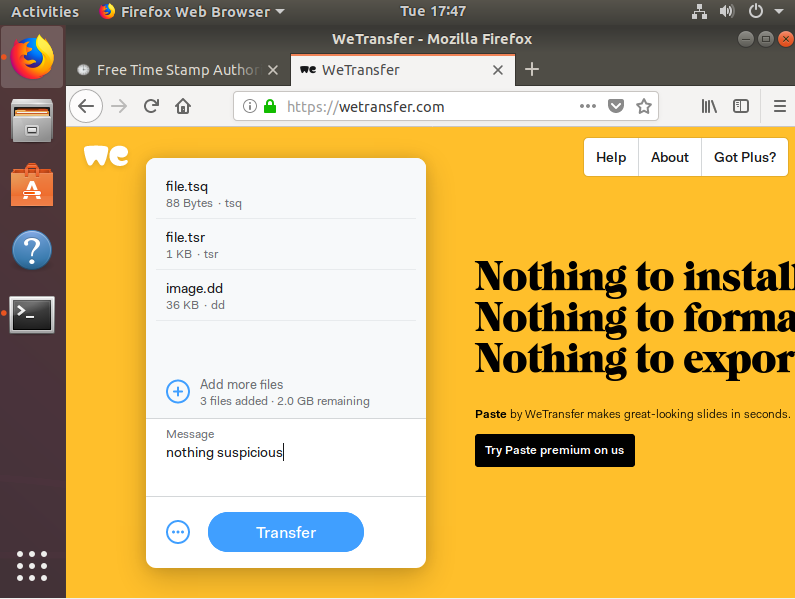 Activities
Firefox Web Browser
Tue 17:47
WeTransfer - Mozilla Firefox
Free Time Stamp Author
we WeTransfer
https://wetransfer.com
we
Help
About
Got Plus?
file.tsq
88 Bytes · tsq
file.tsr
1 KB · tsr
image.dd
36 KB · dd
Add more files
3 files added · 2.0 GB remaining
Message
nothing suspicious
Transfer
Nothing to install
Nothing to forma
Nothing to expor
Paste by WeTransfer makes great-looking slides in seconds.
Try Paste premium on us